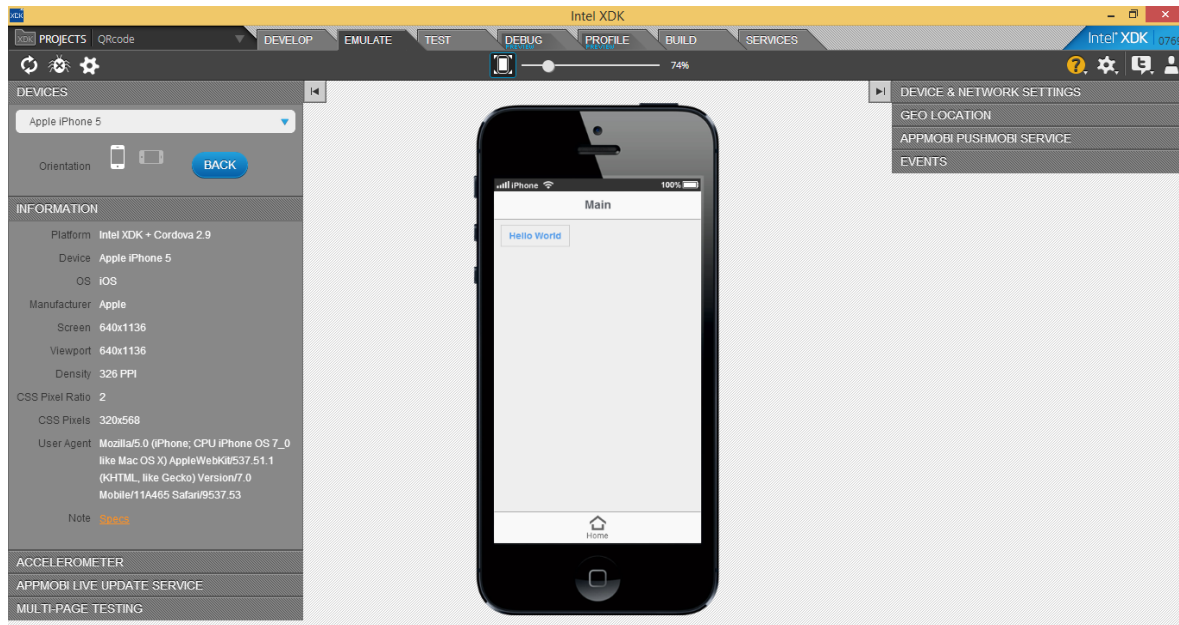 XDK
Intel XDK
XDK PROJECTS QRcode
DEVELOP
EMULATE
TEST
DEBUG
PREVIEW
PROFILE
PREVIEW
BUILD
SERVICES
Intel® XDK 0769
74%
?
DEVICES
Apple iPhone 5
Orientation
BACK
INFORMATION
Platform Intel XDK + Cordova 2.9
Device Apple iPhone 5
OS iOS
Manufacturer Apple
Screen 640x1136
Viewport 640x1136
Density 326 PPI
CSS Pixel Ratio 2
CSS Pixels 320x568
User Agent Mozilla/5.0 (iPhone; CPU iPhone OS 7_0
like Mac OS X) AppleWebKit/537.51.1
(KHTML, like Gecko) Version/7.0
Mobile/11A465 Safari/9537.53
Note Specs
ACCELEROMETER
APPMOBI LIVE UPDATE SERVICE
MULTI-PAGE TESTING
iPhone 100%
Main
Hello World
Home
DEVICE & NETWORK SETTINGS
GEO LOCATION
APPMOBI PUSHMOBI SERVICE
EVENTS